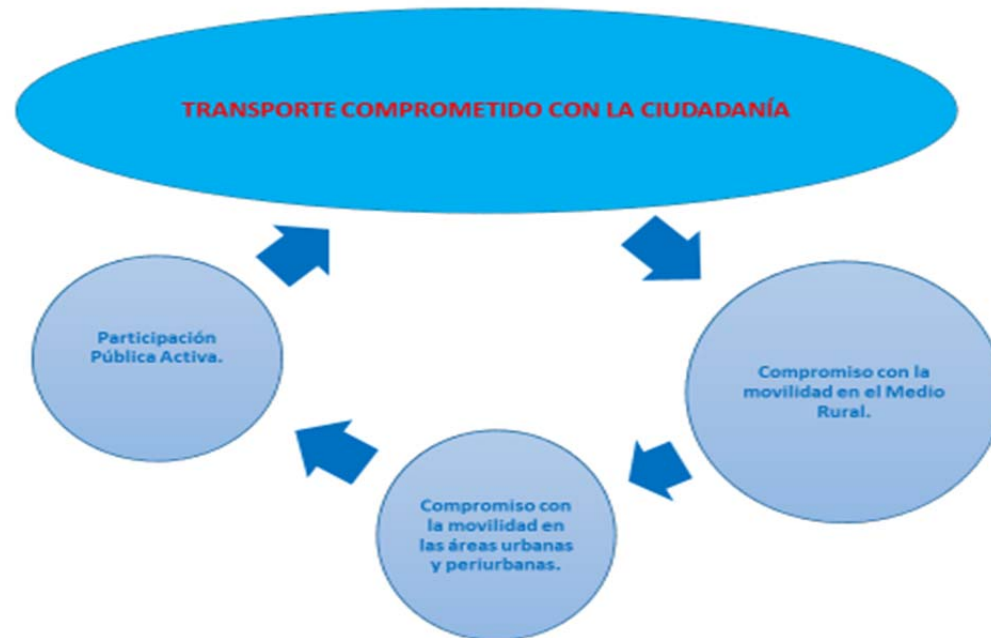 TRANSPORTE COMPROMETIDO CON LA CIUDADANÍA
Participación
Pública Activa.
Compromiso con la
movilidad en el Medio
Rural.
Compromiso con
la movilidad en
las áreas urbanas
y periurbanas.